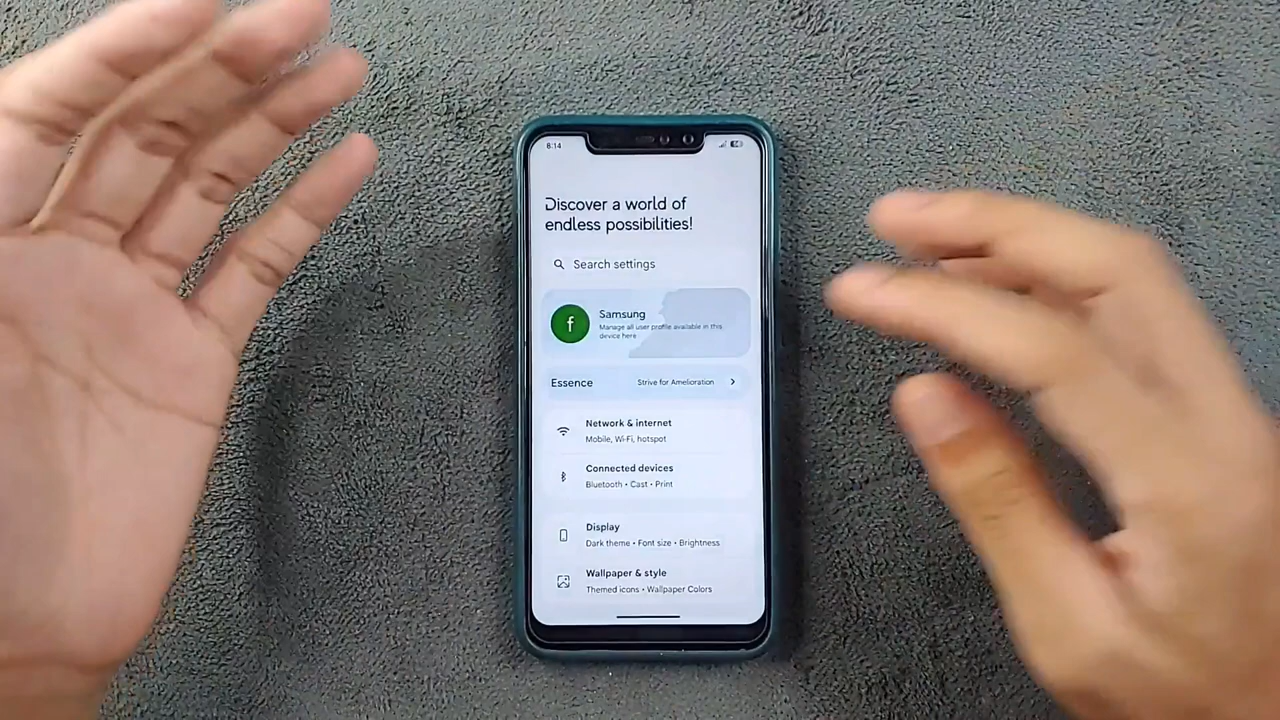 8:14
Discover a world of
endless possibilities!
Search settings
f
Samsung
Manage all user profile available in this
device here
Essence
Strive for Amelioration
Network & internet
Mobile, Wi-Fi, hotspot
Connected devices
Bluetooth • Cast • Print
Display
Dark theme • Font size • Brightness
Wallpaper & style
Themed icons • Wallpaper Colors